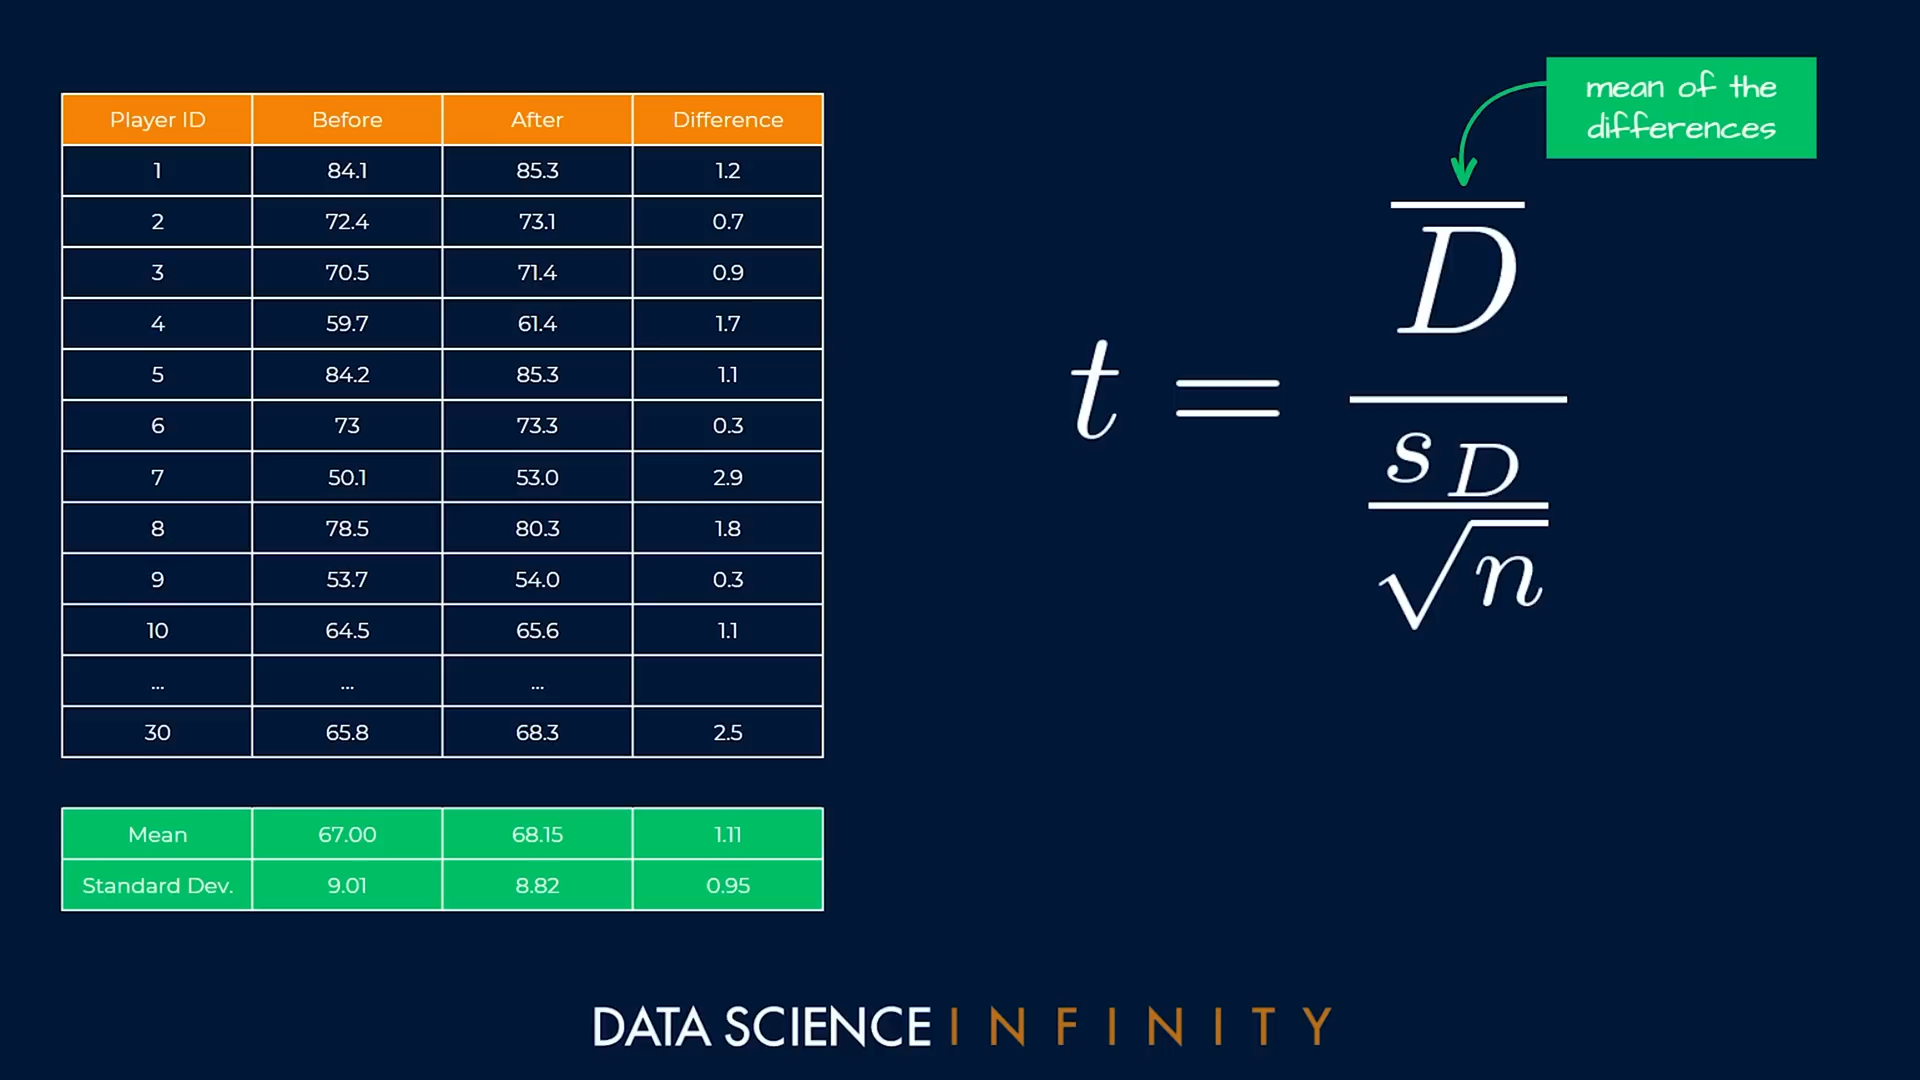 Player ID Before After Difference
1 84.1 85.3 1.2
2 72.4 73.1 0.7
3 70.5 71.4 0.9
4 59.7 61.4 1.7
5 84.2 85.3 1.1
6 73 73.3 0.3
7 50.1 53.0 2.9
8 78.5 80.3 1.8
9 53.7 54.0 0.3
10 64.5 65.6 1.1
... ... ...
30 65.8 68.3 2.5
Mean 67.00 68.15 1.11
Standard Dev. 9.01 8.82 0.95
mean of the
differences
D̅
t =
s D
√n
DATA SCIENCE INFINITY